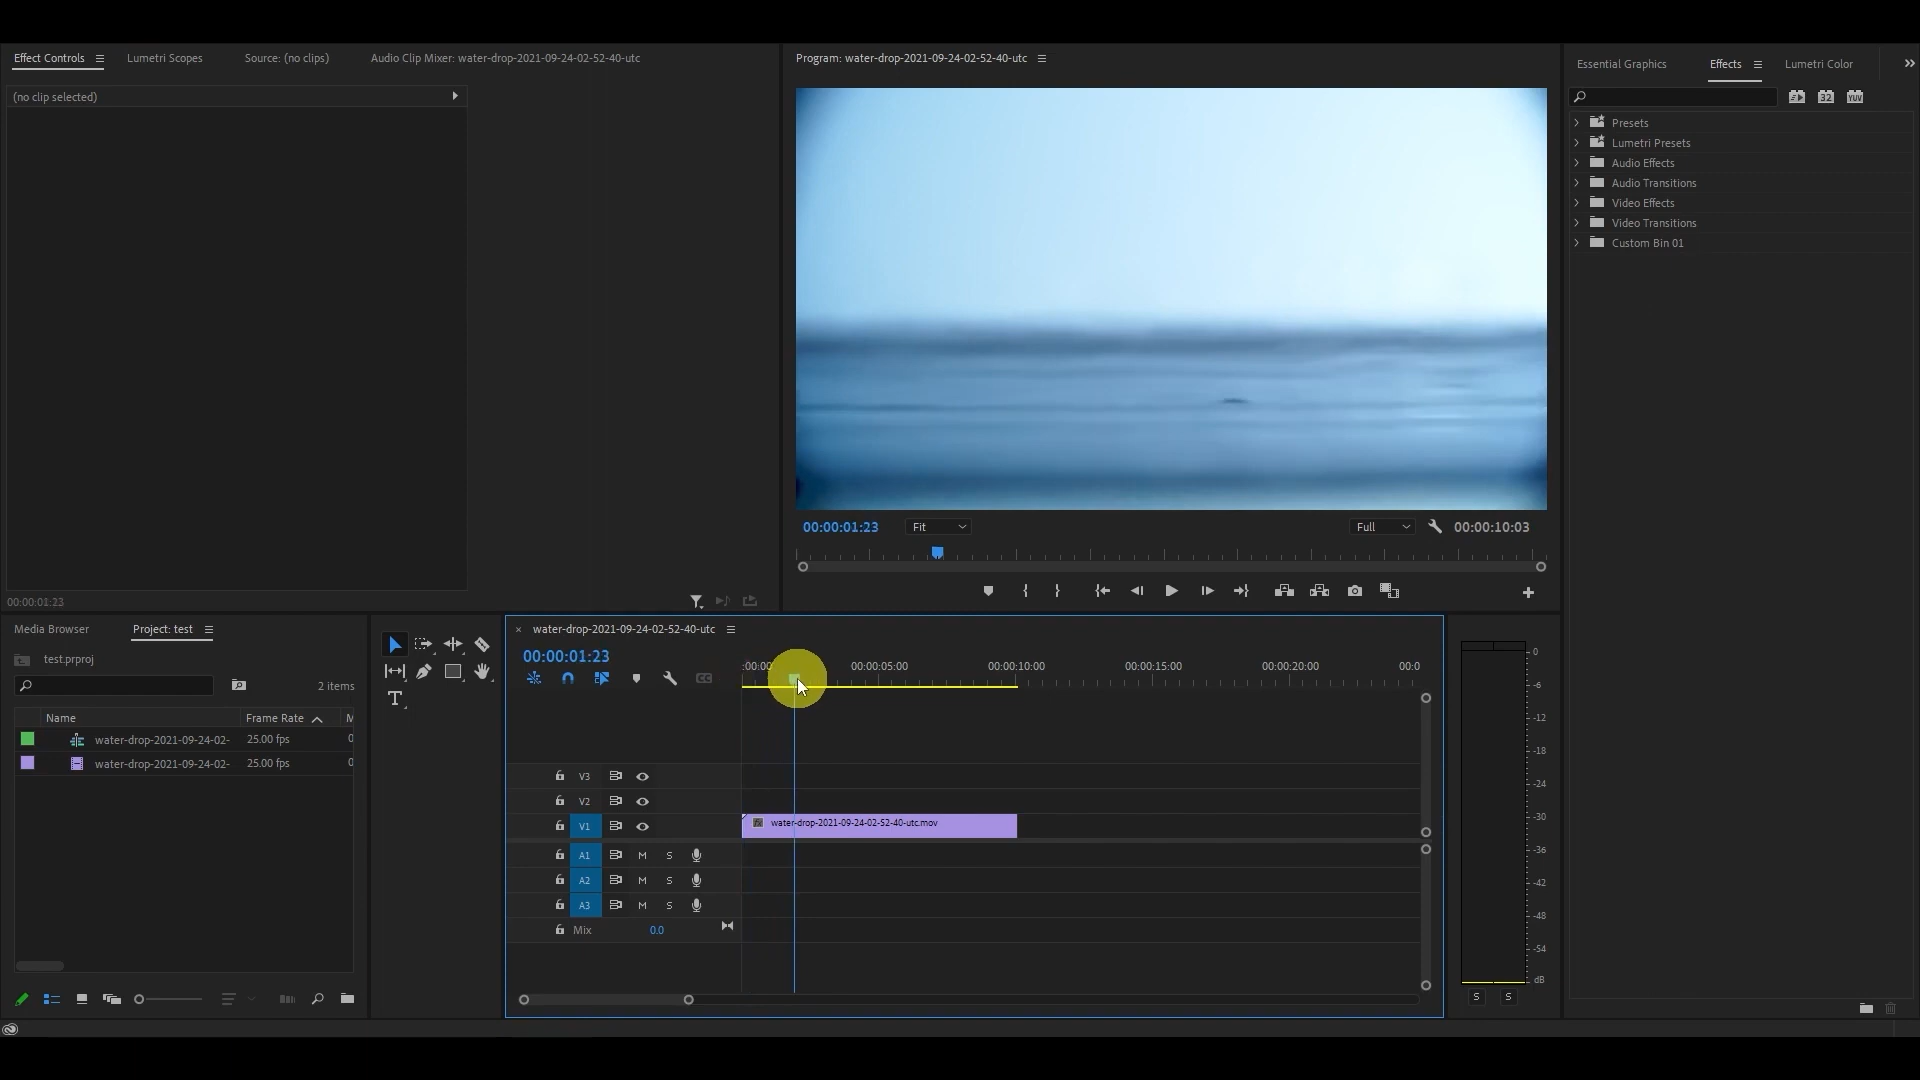 Effect Controls
Lumetri Scopes
Source: (no clips)
Audio Clip Mixer: water-drop-2021-09-24-02-52-40-utc
Program: water-drop-2021-09-24-02-52-40-utc
Essential Graphics
Effects
Lumetri Color
(no clip selected)
32
YUV
Presets
Lumetri Presets
Audio Effects
Audio Transitions
Video Effects
Video Transitions
Custom Bin 01
00:00:01:23
Fit
Full
00:00:10:03
00:00:01:23
Media Browser
Project: test
test.prproj
2 items
Name
Frame Rate
M
water-drop-2021-09-24-02-
25.00 fps
0
water-drop-2021-09-24-02-
25.00 fps
0
water-drop-2021-09-24-02-52-40-utc
00:00:01:23
:00:00
00:00:05:00
00:00:10:00
00:00:15:00
00:00:20:00
00:0
V3
V2
V1
water-drop-2021-09-24-02-52-40-utc.mov
A1 M S
A2 M S
A3 M S
Mix 0.0
0
-6
-12
-18
-24
-30
-36
-42
-48
-54
dB
S S